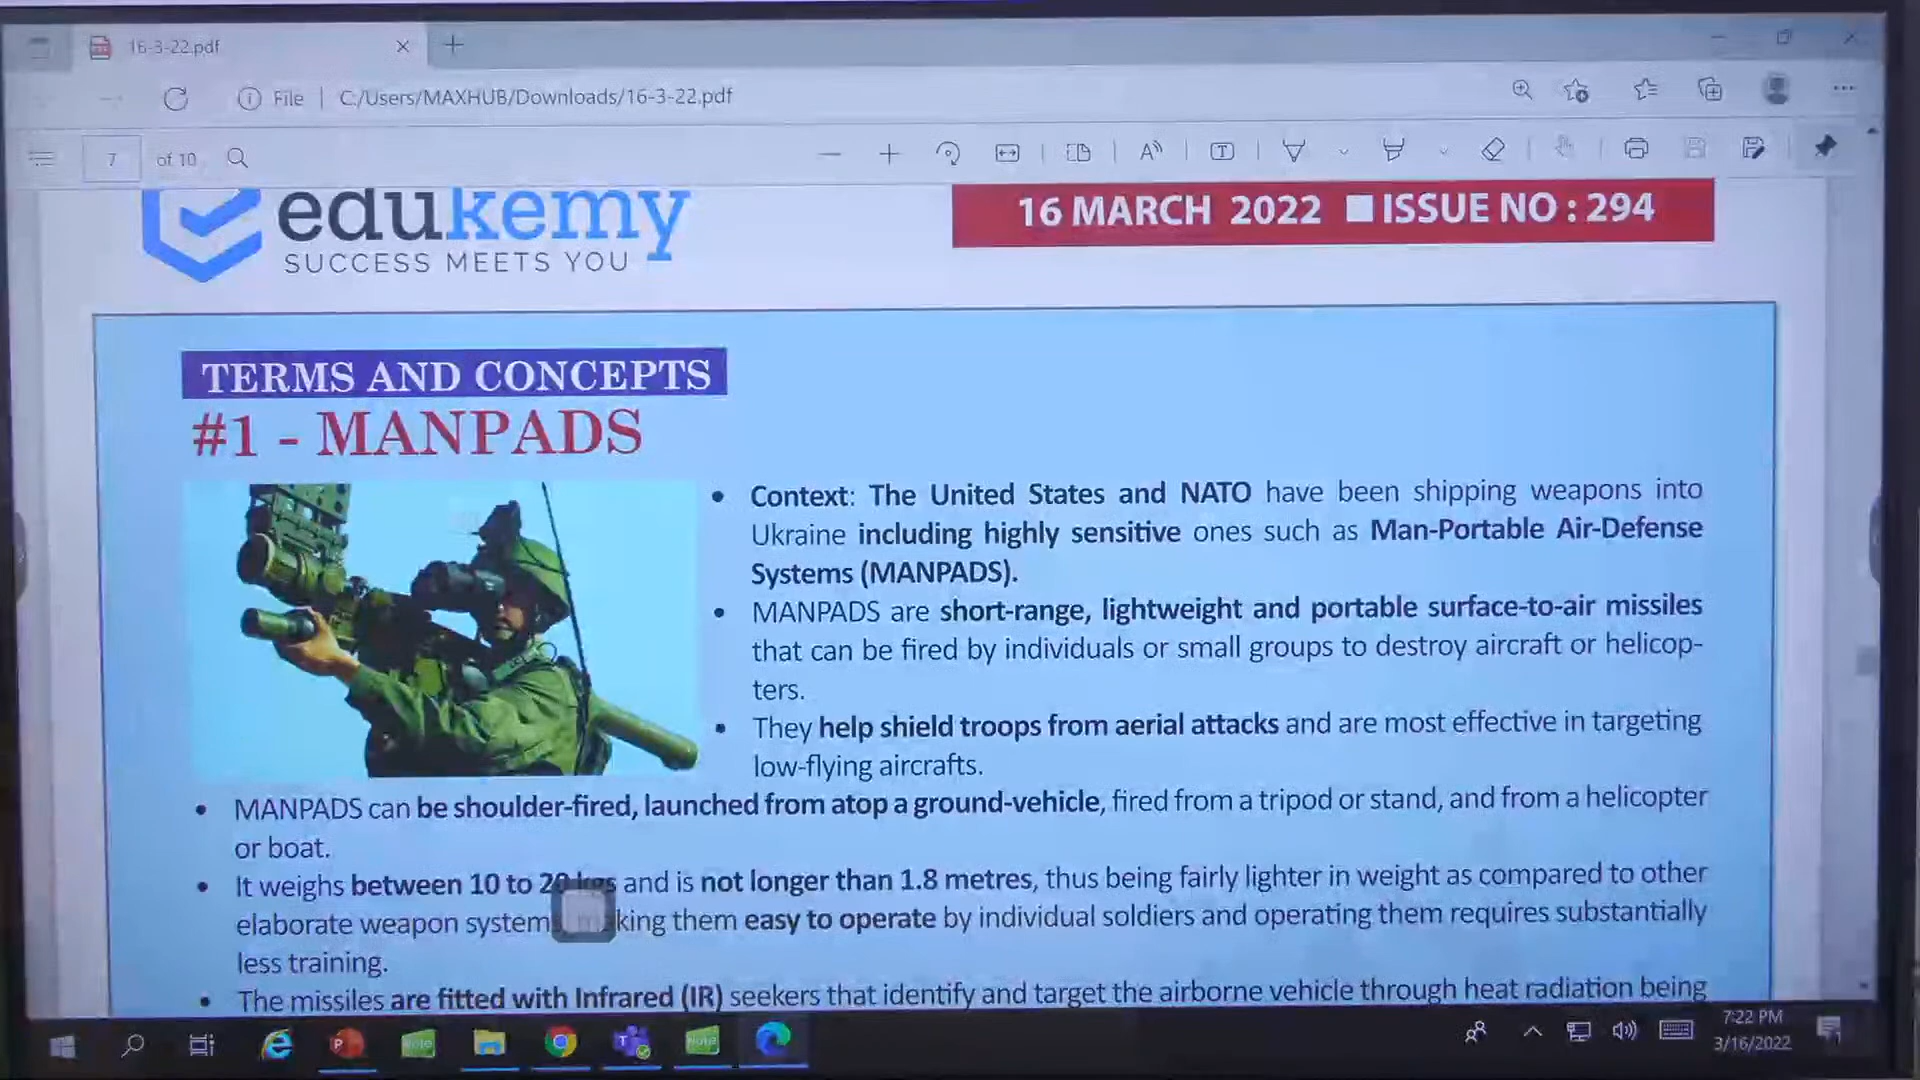 16-3-22.pdf
File | C:/Users/MAXHUB/Downloads/16-3-22.pdf
7 of 10
edukemy
SUCCESS MEETS YOU
16 MARCH 2022 ■ ISSUE NO : 294
TERMS AND CONCEPTS
#1 - MANPADS
• Context: The United States and NATO have been shipping weapons into
Ukraine including highly sensitive ones such as Man-Portable Air-Defense
Systems (MANPADS).
• MANPADS are short-range, lightweight and portable surface-to-air missiles
that can be fired by individuals or small groups to destroy aircraft or helicop-
ters.
• They help shield troops from aerial attacks and are most effective in targeting
low-flying aircrafts.
• MANPADS can be shoulder-fired, launched from atop a ground-vehicle, fired from a tripod or stand, and from a helicopter
or boat.
• It weighs between 10 to 20 kgs and is not longer than 1.8 metres, thus being fairly lighter in weight as compared to other
elaborate weapon systems, making them easy to operate by individual soldiers and operating them requires substantially
less training.
• The missiles are fitted with Infrared (IR) seekers that identify and target the airborne vehicle through heat radiation being
7:22 PM
3/16/2022